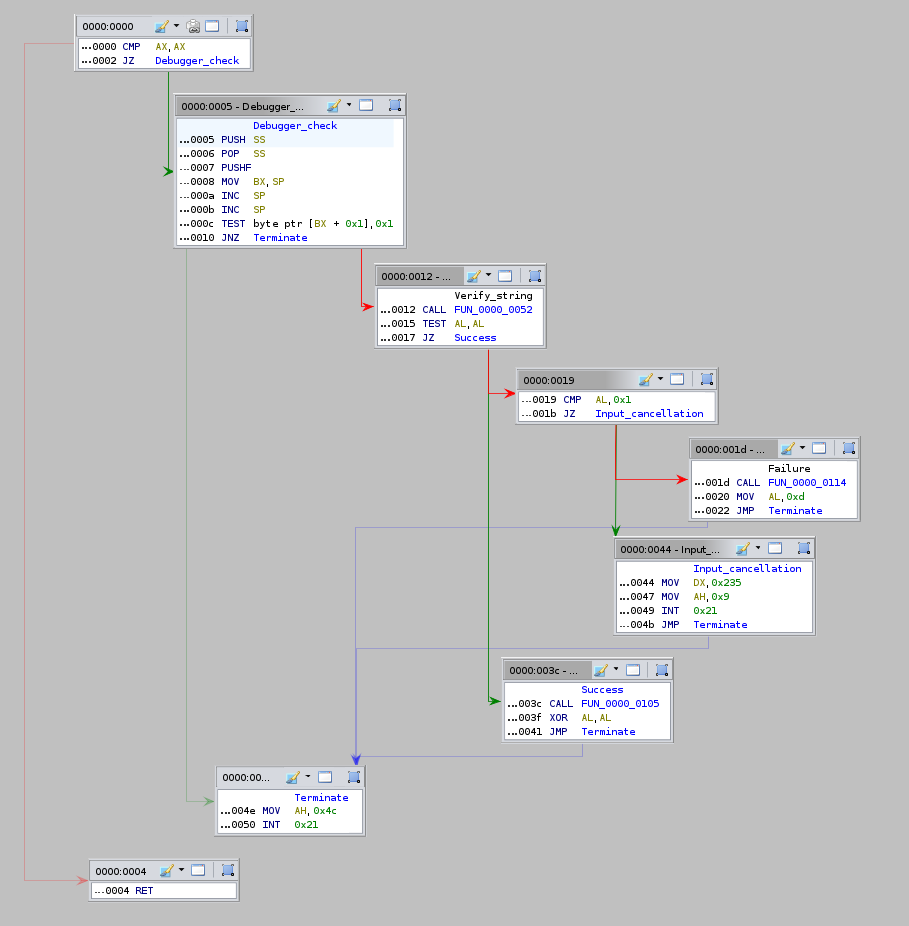 0000:0000
...0000 CMP AX,AX
...0002 JZ Debugger_check
0000:0005 - Debugger_...
Debugger_check
...0005 PUSH SS
...0006 POP SS
...0007 PUSHF
...0008 MOV BX,SP
...000a INC SP
...000b INC SP
...000c TEST byte ptr [BX + 0x1],0x1
...0010 JNZ Terminate
0000:0012 - ...
Verify_string
...0012 CALL FUN_0000_0052
...0015 TEST AL,AL
...0017 JZ Success
0000:0019
...0019 CMP AL,0x1
...001b JZ Input_cancellation
0000:001d - ...
Failure
...001d CALL FUN_0000_0114
...0020 MOV AL,0xd
...0022 JMP Terminate
0000:0044 - Input_...
Input_cancellation
...0044 MOV DX,0x235
...0047 MOV AH,0x9
...0049 INT 0x21
...004b JMP Terminate
0000:003c - ...
Success
...003c CALL FUN_0000_0105
...003f XOR AL,AL
...0041 JMP Terminate
0000:00...
Terminate
...004e MOV AH,0x4c
...0050 INT 0x21
0000:0004
...0004 RET